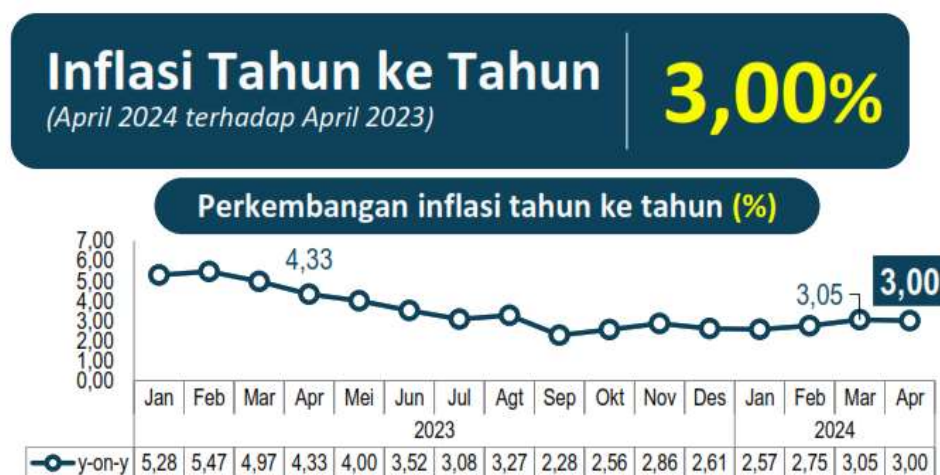 Inflasi Tahun ke Tahun
(April 2024 terhadap April 2023)
3,00%
Perkembangan inflasi tahun ke tahun (%)
7,00
6,00
5,00
4,00
3,00
2,00
1,00
0,00
4,33
3,05
3,00
Jan Feb Mar Apr Mei Jun Jul Agt Sep Okt Nov Des Jan Feb Mar Apr
2023 2024
y-on-y 5,28 5,47 4,97 4,33 4,00 3,52 3,08 3,27 2,28 2,56 2,86 2,61 2,57 2,75 3,05 3,00